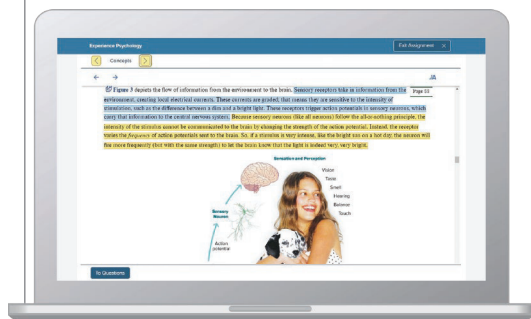 Experience Psychology
Exit Assignment ×
< Concepts >
← →
Figure 3 depicts the flow of information from the environment to the brain. Sensory receptors take in information from the
Page 53
environment, creating local electrical currents. These currents are graded; that means they are sensitive to the intensity of
stimulation, such as the difference between a dim and a bright light. These receptors trigger action potentials in sensory neurons, which
carry that information to the central nervous system. Because sensory neurons (like all neurons) follow the all-or-nothing principle, the
intensity of the stimulus cannot be communicated to the brain by changing the strength of the action potential. Instead, the receptor
varies the frequency of action potentials sent to the brain. So, if a stimulus is very intense, like the bright sun on a hot day, the neuron will
fire more frequently (but with the same strength) to let the brain know that the light is indeed very, very bright.
Sensation and Perception
Vision
Taste
Smell
Hearing
Balance
Touch
Sensory
Neurons
Action
potential
To Questions